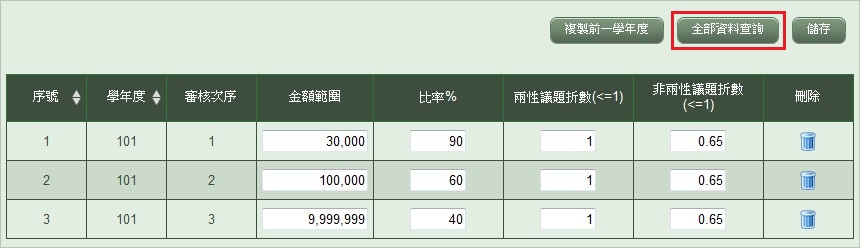 複製前一學年度 全部資料查詢 儲存
序號 學年度 審核次序 金額範圍 比率% 兩性議題折數(<=1) 非兩性議題折數(<=1) 刪除
1 101 1 30,000 90 1 0.65
2 101 2 100,000 60 1 0.65
3 101 3 9,999,999 40 1 0.65